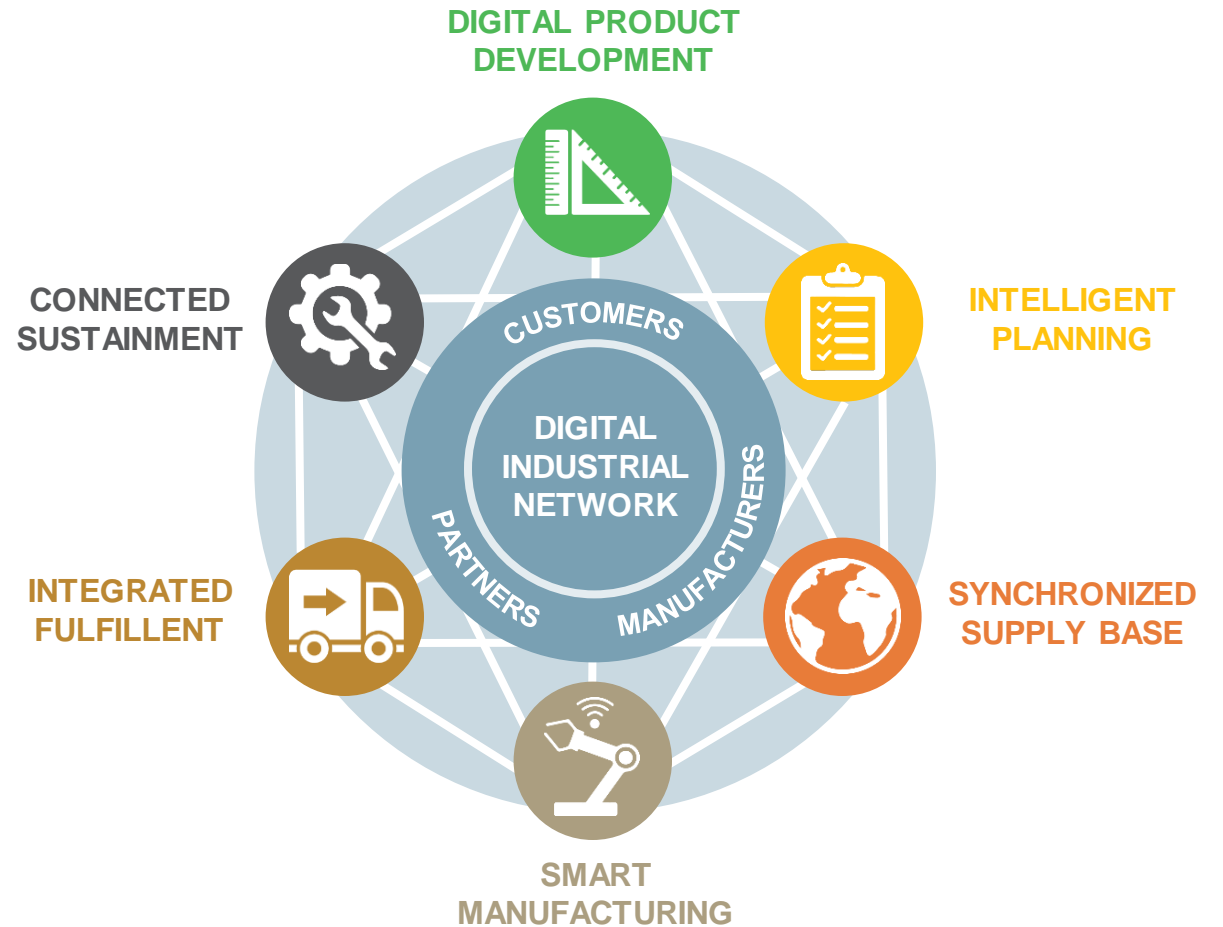 DIGITAL PRODUCT
DEVELOPMENT
CONNECTED
SUSTAINMENT
INTELLIGENT
PLANNING
CUSTOMERS
DIGITAL
INDUSTRIAL
NETWORK
PARTNERS
MANUFACTURERS
INTEGRATED
FULFILLENT
SYNCHRONIZED
SUPPLY BASE
SMART
MANUFACTURING